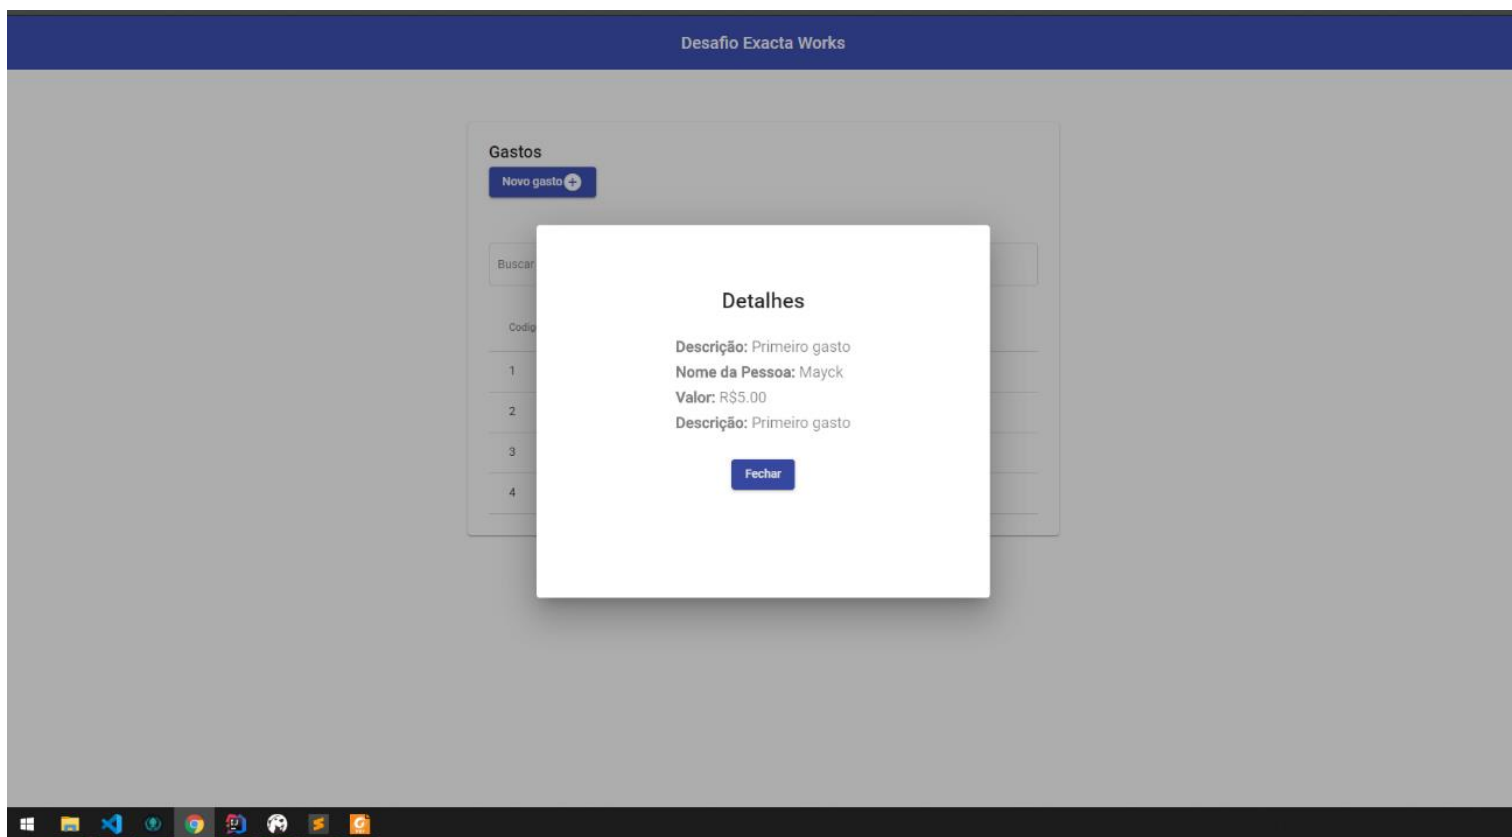 Desafio Exacta Works
Gastos
Novo gasto
Buscar
Detalhes
Codig
Descrição: Primeiro gasto
1
Nome da Pessoa: Mayck
Valor: R$5.00
2
Descrição: Primeiro gasto
3
Fechar
4